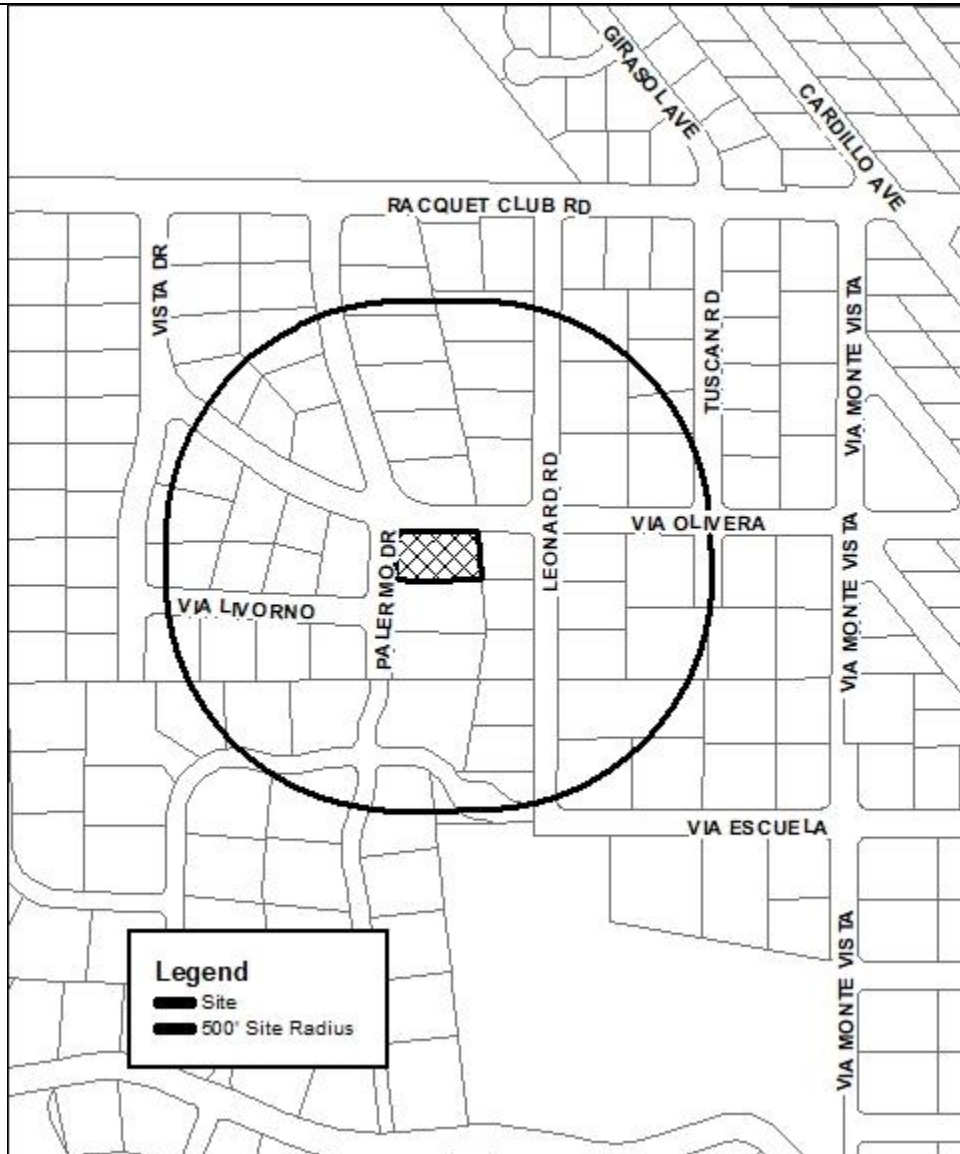 GIRASOL AVE
CARDILLO AVE
RACQUET CLUB RD
VISTA DR
TUSCAN RD
VIA MONTE VISTA
LEONARD RD
VIA OLIVERA
VIA MONTE VISTA
PALERMO DR
VIA LIVORNO
VIA ESCUELA
VIA MONTE VISTA
Legend
Site
500' Site Radius